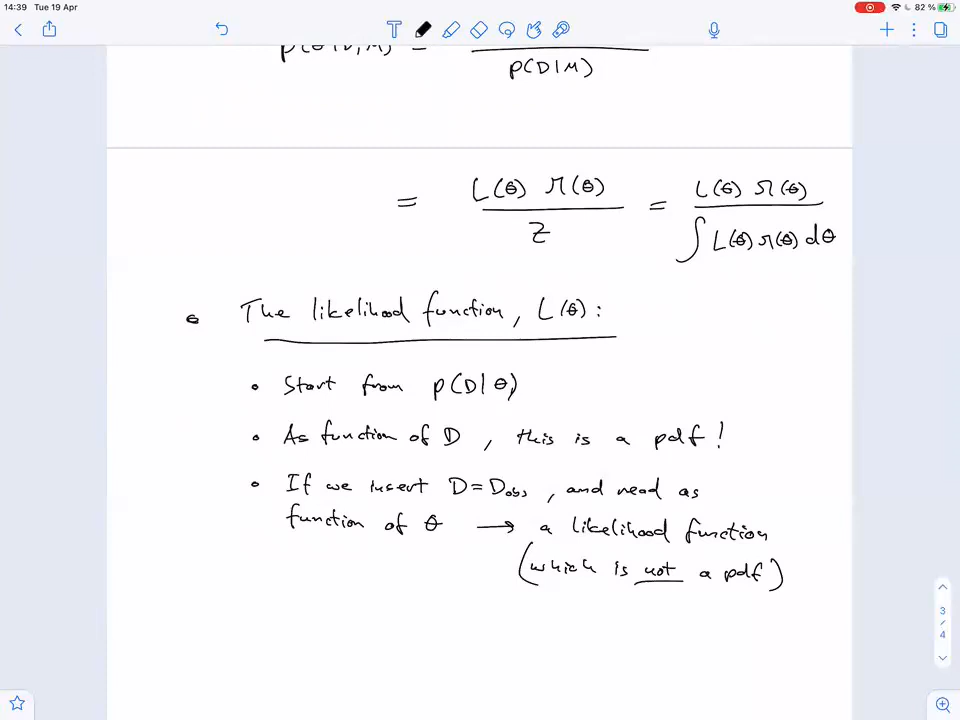 14:39 Tue 19 Apr
82 %
p(θ|D,M) =
p(D|M)
= L(θ) π(θ) / Z = L(θ) π(θ) / ∫ L(θ) π(θ) dθ
• The likelihood function, L(θ):
• Start from p(D|θ)
• As function of D, this is a pdf!
• If we insert D = D_obs, and read as
function of θ → a likelihood function
(which is not a pdf)
3
/
4